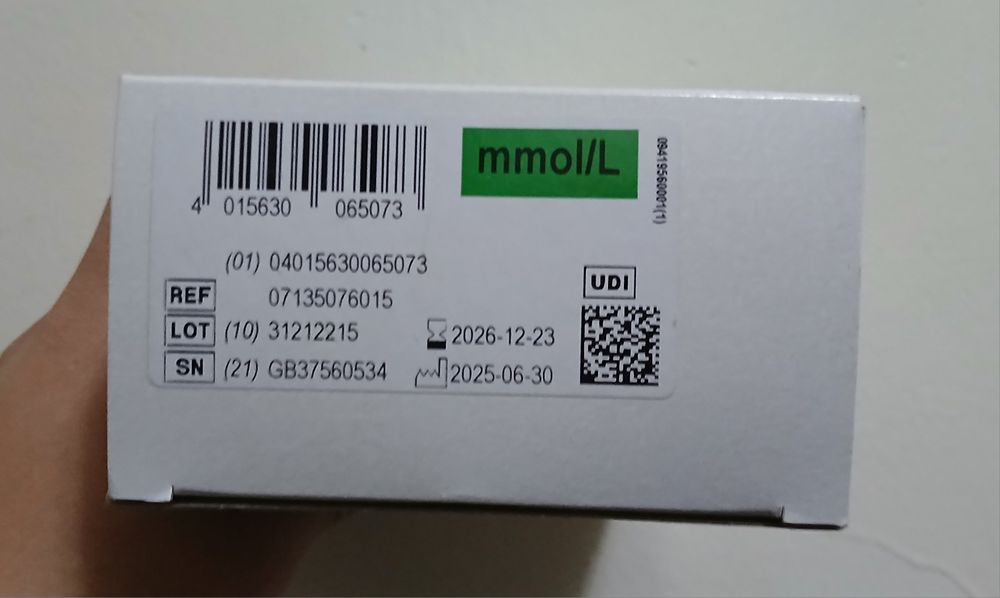 mmol/L
4 015630 065073
09419560001(1)
(01) 04015630065073
UDI
REF 07135076015
LOT (10) 31212215 2026-12-23
SN (21) GB37560534 2025-06-30